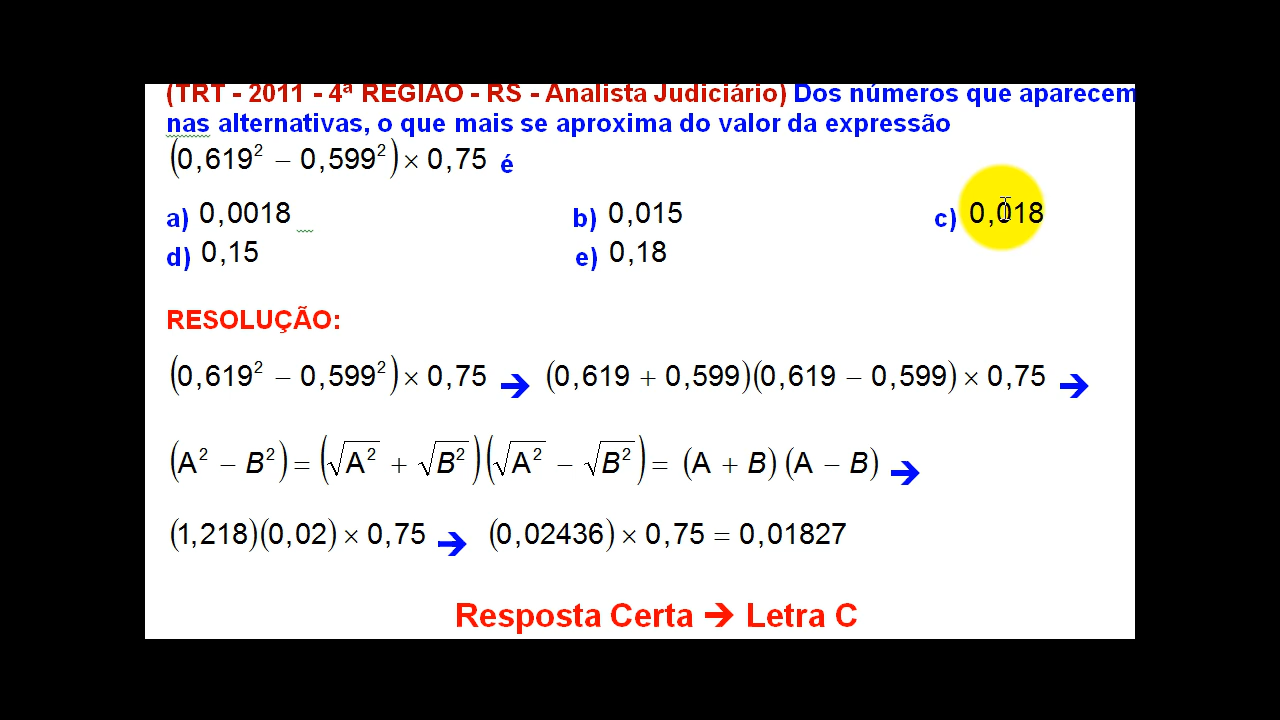 (TRT - 2011 - 4ª REGIÃO - RS - Analista Judiciário) Dos números que aparecem
nas alternativas, o que mais se aproxima do valor da expressão
(0,619² − 0,599²) × 0,75 é
a) 0,0018 b) 0,015 c) 0,018
d) 0,15 e) 0,18
RESOLUÇÃO:
(0,619² − 0,599²) × 0,75 ➔ (0,619 + 0,599)(0,619 − 0,599) × 0,75 ➔
(A² − B²) = (√A² + √B²)(√A² − √B²) = (A + B)(A − B) ➔
(1,218)(0,02) × 0,75 ➔ (0,02436) × 0,75 = 0,01827
Resposta Certa ➔ Letra C